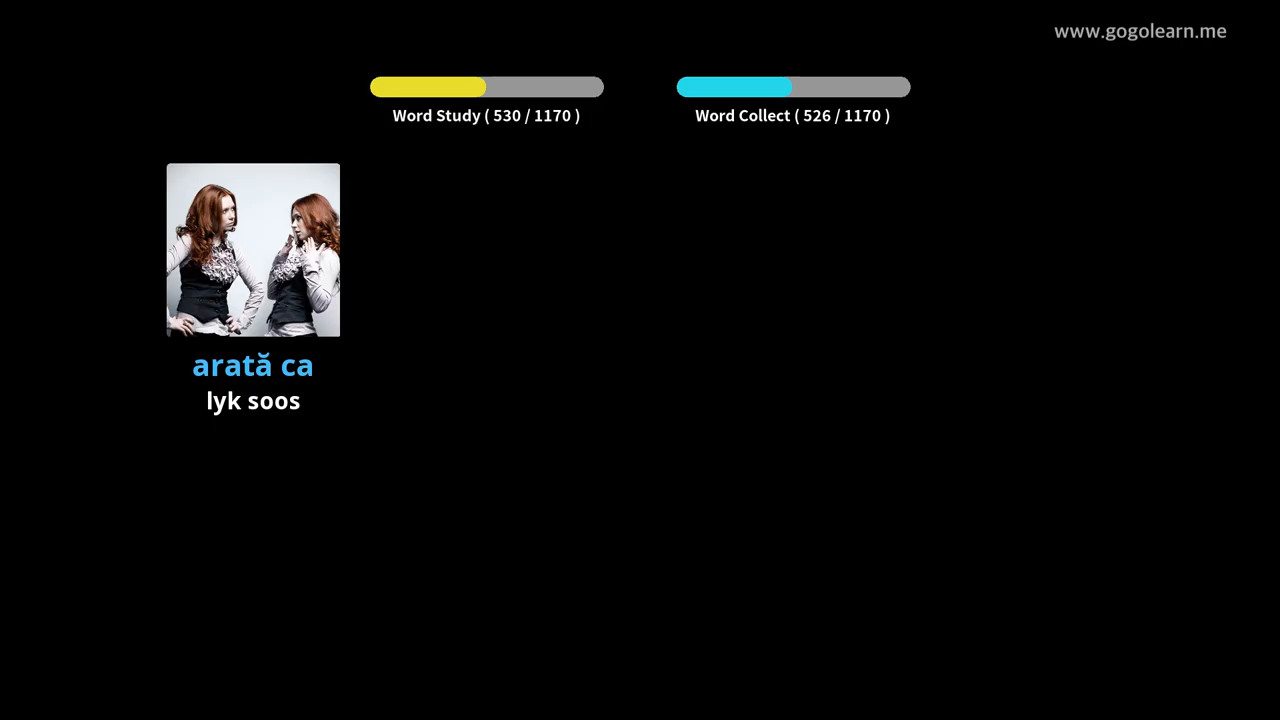 www.gogolearn.me
Word Study ( 530 / 1170 )
Word Collect ( 526 / 1170 )
arată ca
lyk soos